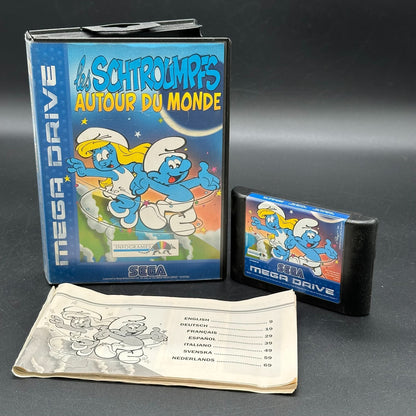 MEGA DRIVE
les SCHTROUMPFS
AUTOUR DU MONDE
INFOGRAMES
SEGA
SEGA
MEGA DRIVE
ENGLISH 9
DEUTSCH 19
FRANÇAIS 29
ESPAÑOL 39
ITALIANO 49
SVENSKA 59
NEDERLANDS 69